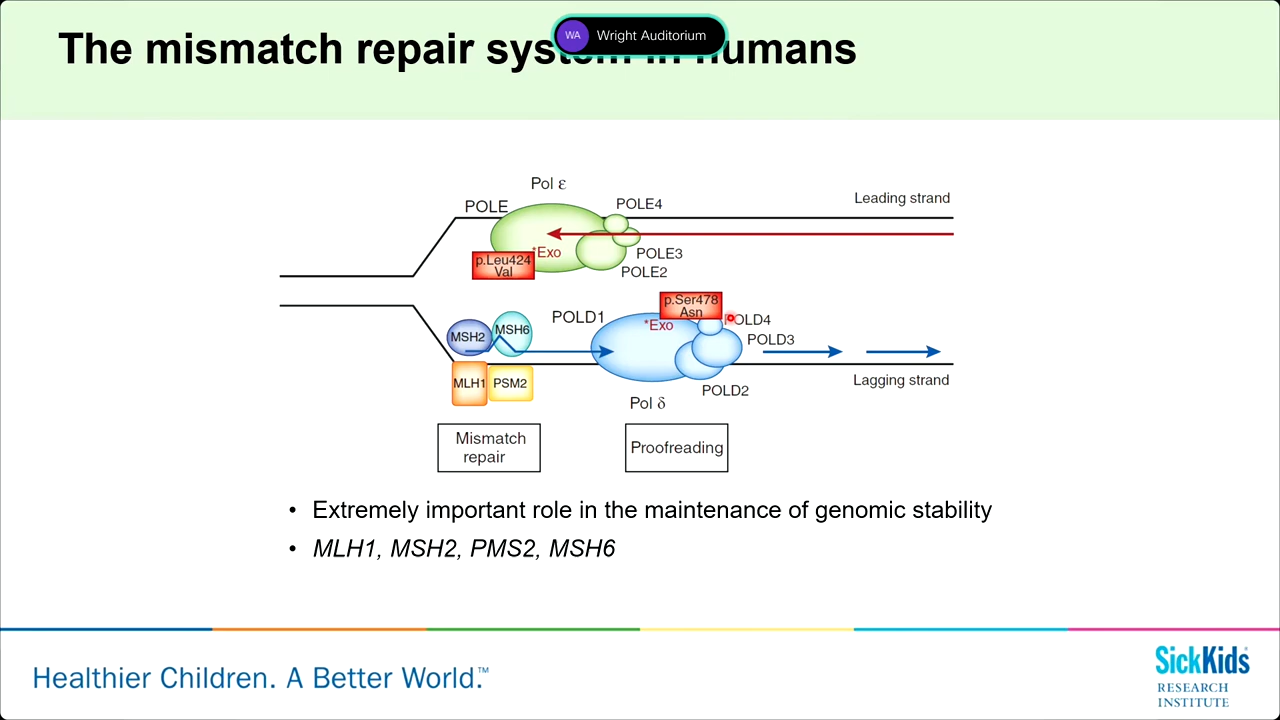 The mismatch repair system in humans
WA Wright Auditorium
Pol ε
POLE
POLE4
Leading strand
*Exo
p.Leu424
Val
POLE3
POLE2
p.Ser478
Asn
POLD1
*Exo
POLD4
MSH2
MSH6
POLD3
MLH1
PSM2
Lagging strand
POLD2
Pol δ
Mismatch
repair
Proofreading
• Extremely important role in the maintenance of genomic stability
• MLH1, MSH2, PMS2, MSH6
Healthier Children. A Better World.™
SickKids®
RESEARCH
INSTITUTE